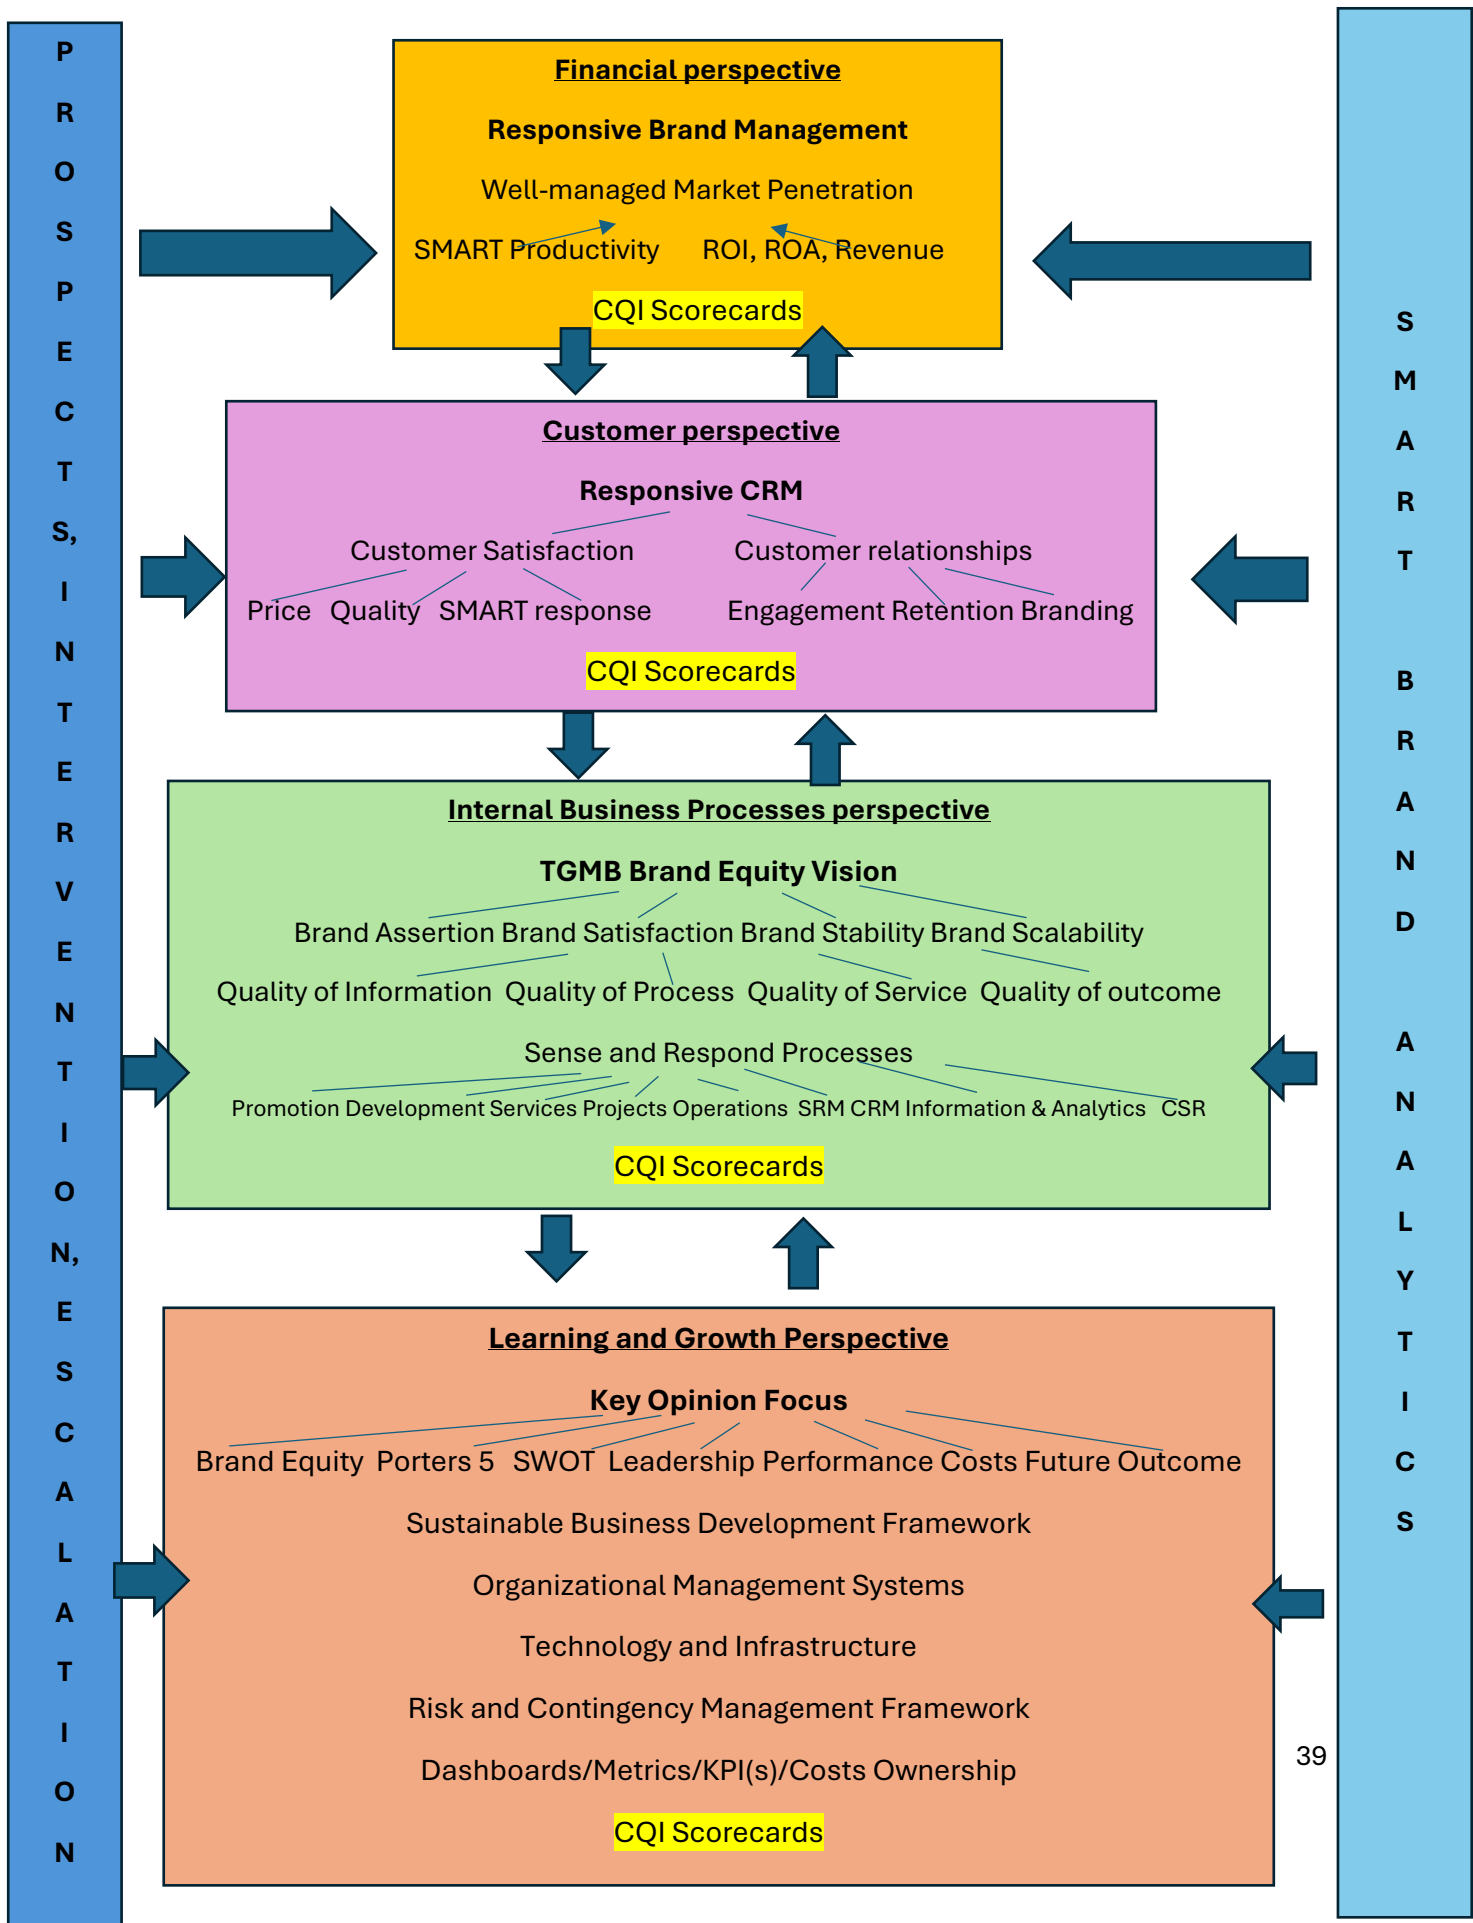 PROSPECTS, INTERVENTION, ESCALATION
Financial perspective
Responsive Brand Management
Well-managed Market Penetration
SMART Productivity ROI, ROA, Revenue
CQI Scorecards
Customer perspective
Responsive CRM
Customer Satisfaction Customer relationships
Price Quality SMART response Engagement Retention Branding
CQI Scorecards
Internal Business Processes perspective
TGMB Brand Equity Vision
Brand Assertion Brand Satisfaction Brand Stability Brand Scalability
Quality of Information Quality of Process Quality of Service Quality of outcome
Sense and Respond Processes
Promotion Development Services Projects Operations SRM CRM Information & Analytics CSR
CQI Scorecards
Learning and Growth Perspective
Key Opinion Focus
Brand Equity Porters 5 SWOT Leadership Performance Costs Future Outcome
Sustainable Business Development Framework
Organizational Management Systems
Technology and Infrastructure
Risk and Contingency Management Framework
Dashboards/Metrics/KPI(s)/Costs Ownership
CQI Scorecards
SMART BRAND ANALYTICS
39